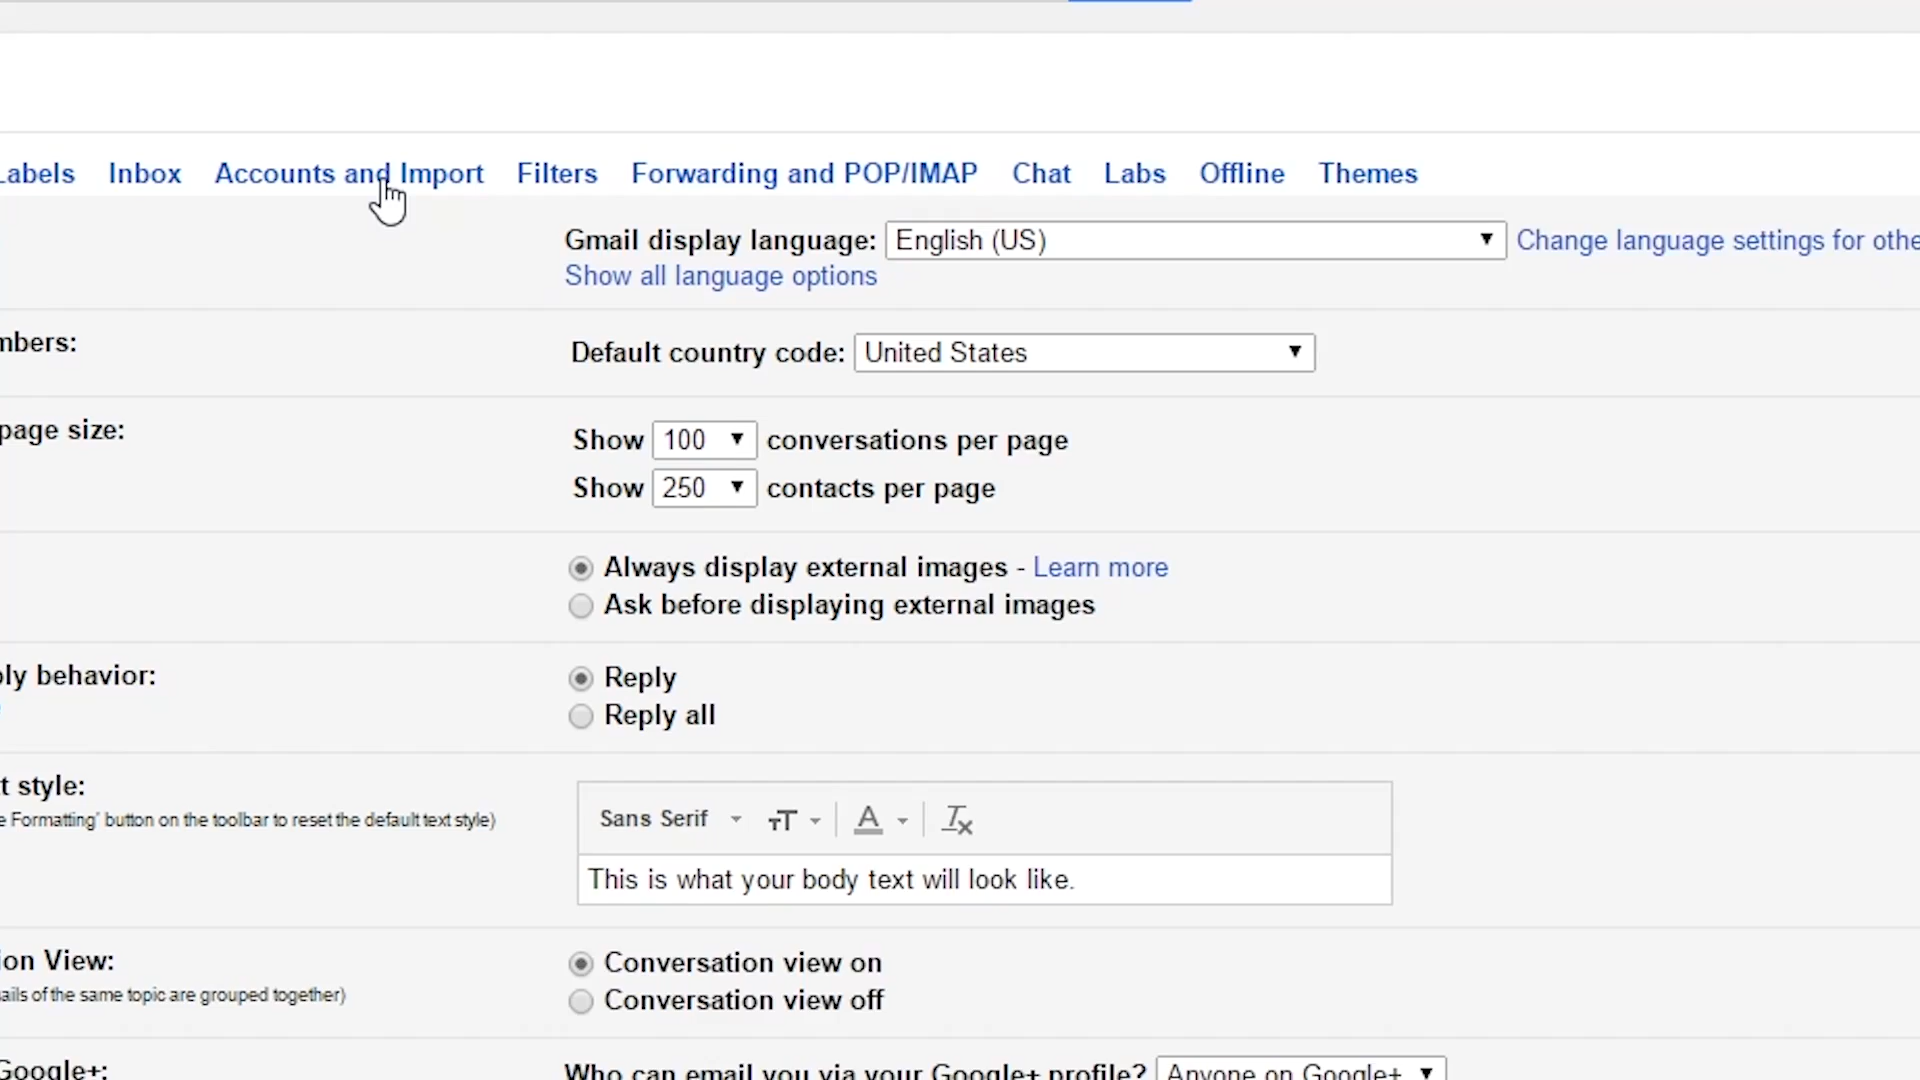 Labels Inbox Accounts and Import Filters Forwarding and POP/IMAP Chat Labs Offline Themes
Gmail display language: English (US) Change language settings for othe
Show all language options
mbers:
Default country code: United States
page size:
Show 100 conversations per page
Show 250 contacts per page
Always display external images - Learn more
Ask before displaying external images
ly behavior:
Reply
Reply all
t style:
e Formatting' button on the toolbar to reset the default text style)
Sans Serif
This is what your body text will look like.
ion View:
ails of the same topic are grouped together)
Conversation view on
Conversation view off
Google+:
Who can email you via your Google+ profile? Anyone on Google+